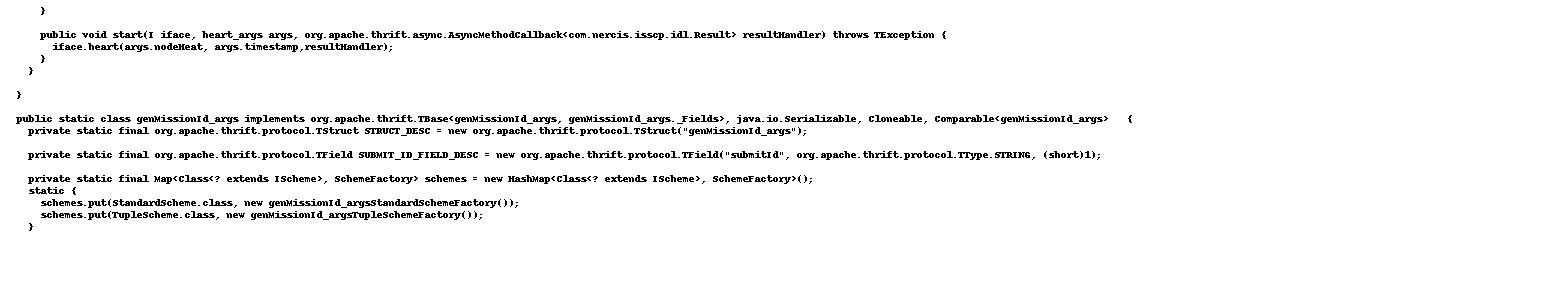 }
public void start(I iface, heart_args args, org.apache.thrift.async.AsyncMethodCallback<com.nercis.isscp.idl.Result> resultHandler) throws TException {
iface.heart(args.nodeHeat, args.timestamp,resultHandler);
}
}
}
public static class genMissionId_args implements org.apache.thrift.TBase<genMissionId_args, genMissionId_args._Fields>, java.io.Serializable, Cloneable, Comparable<genMissionId_args>   {
private static final org.apache.thrift.protocol.TStruct STRUCT_DESC = new org.apache.thrift.protocol.TStruct("genMissionId_args");
private static final org.apache.thrift.protocol.TField SUBMIT_ID_FIELD_DESC = new org.apache.thrift.protocol.TField("submitId", org.apache.thrift.protocol.TType.STRING, (short)1);
private static final Map<Class<? extends IScheme>, SchemeFactory> schemes = new HashMap<Class<? extends IScheme>, SchemeFactory>();
static {
schemes.put(StandardScheme.class, new genMissionId_argsStandardSchemeFactory());
schemes.put(TupleScheme.class, new genMissionId_argsTupleSchemeFactory());
}